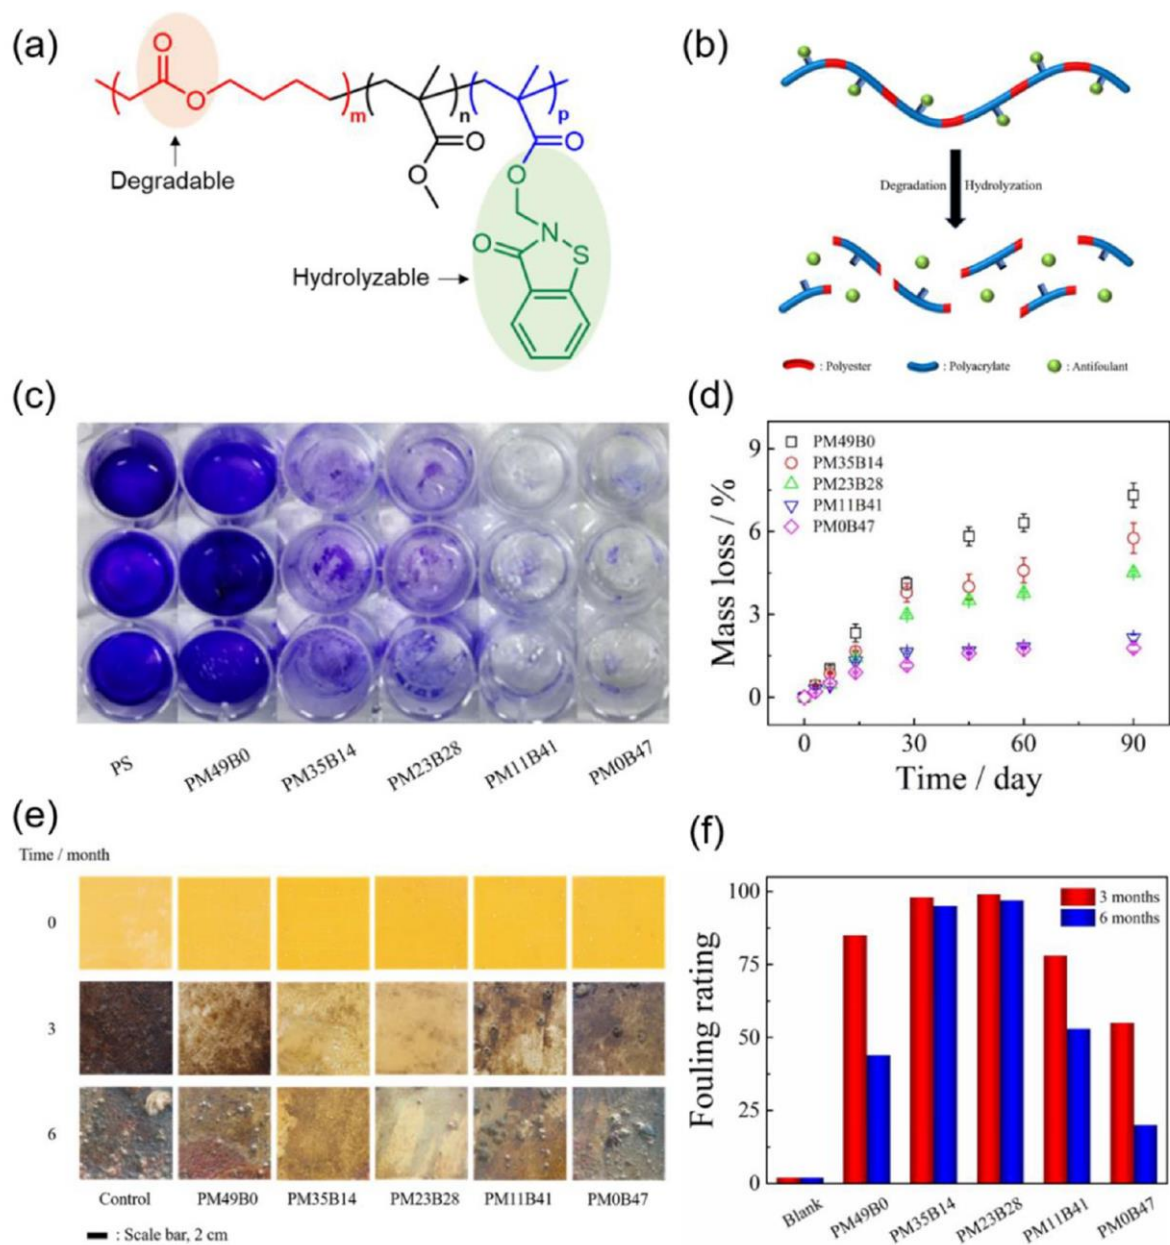 (a)
O
O
m
n
p
Degradable
O
O
O
O
N
S
O
Hydrolyzable
(b)
Degradation
Hydrolyzation
: Polyester
: Polyacrylate
: Antifoulant
(c)
PS
PM49B0
PM35B14
PM23B28
PM11B41
PM0B47
(d)
Mass loss / %
9
6
3
0
PM49B0
PM35B14
PM23B28
PM11B41
PM0B47
0
30
60
90
Time / day
(e)
Time / month
0
3
6
Control
PM49B0
PM35B14
PM23B28
PM11B41
PM0B47
: Scale bar, 2 cm
(f)
Fouling rating
100
75
50
25
0
3 months
6 months
Blank
PM49B0
PM35B14
PM23B28
PM11B41
PM0B47